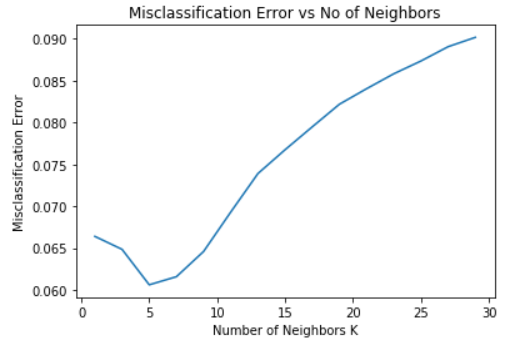 Misclassification Error vs No of Neighbors
0.090
0.085
0.080
0.075
0.070
0.065
0.060
Misclassification Error
0 5 10 15 20 25 30
Number of Neighbors K